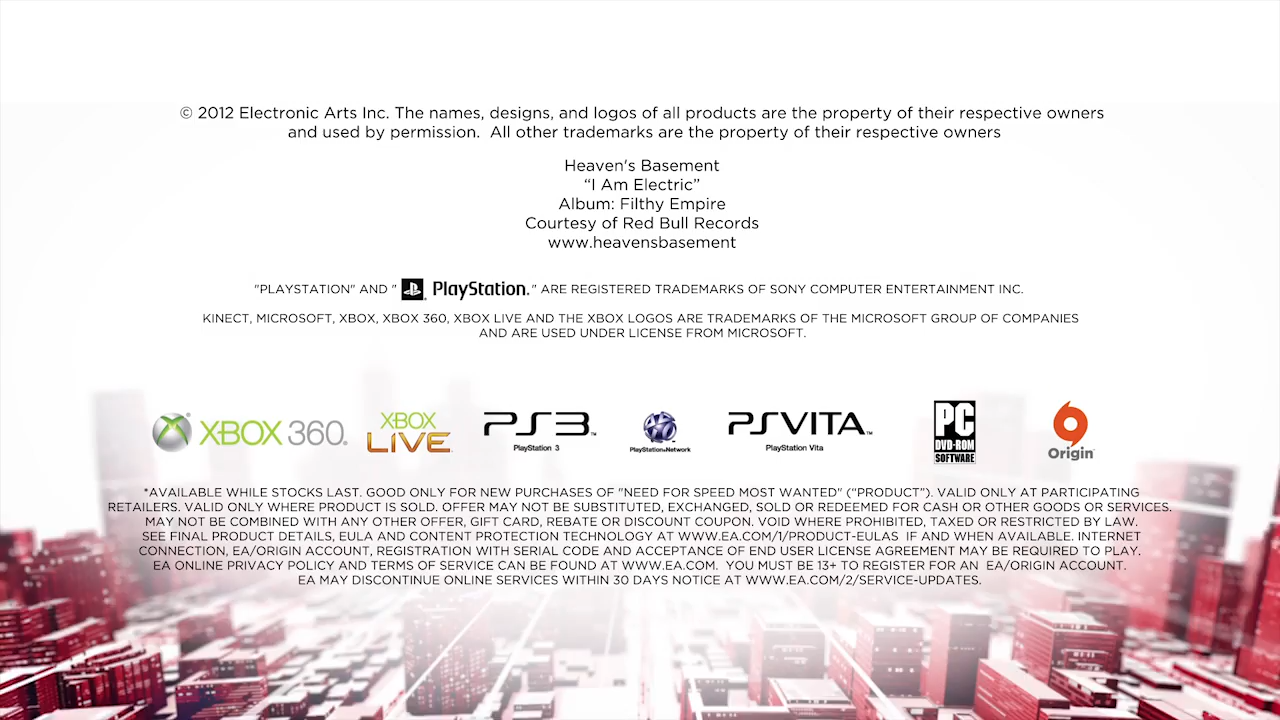 © 2012 Electronic Arts Inc. The names, designs, and logos of all products are the property of their respective owners
and used by permission.  All other trademarks are the property of their respective owners
Heaven's Basement
“I Am Electric”
Album: Filthy Empire
Courtesy of Red Bull Records
www.heavensbasement
"PLAYSTATION" AND " PlayStation." ARE REGISTERED TRADEMARKS OF SONY COMPUTER ENTERTAINMENT INC.
KINECT, MICROSOFT, XBOX, XBOX 360, XBOX LIVE AND THE XBOX LOGOS ARE TRADEMARKS OF THE MICROSOFT GROUP OF COMPANIES
AND ARE USED UNDER LICENSE FROM MICROSOFT.
XBOX 360.
XBOX
LIVE
PS3™
PlayStation 3
PlayStation®Network
PSVITA™
PlayStation Vita
PC
DVD-ROM
SOFTWARE
Origin™
*AVAILABLE WHILE STOCKS LAST. GOOD ONLY FOR NEW PURCHASES OF "NEED FOR SPEED MOST WANTED" (“PRODUCT”). VALID ONLY AT PARTICIPATING
RETAILERS. VALID ONLY WHERE PRODUCT IS SOLD. OFFER MAY NOT BE SUBSTITUTED, EXCHANGED, SOLD OR REDEEMED FOR CASH OR OTHER GOODS OR SERVICES.
MAY NOT BE COMBINED WITH ANY OTHER OFFER, GIFT CARD, REBATE OR DISCOUNT COUPON. VOID WHERE PROHIBITED, TAXED OR RESTRICTED BY LAW.
SEE FINAL PRODUCT DETAILS, EULA AND CONTENT PROTECTION TECHNOLOGY AT WWW.EA.COM/1/PRODUCT-EULAS  IF AND WHEN AVAILABLE. INTERNET
CONNECTION, EA/ORIGIN ACCOUNT, REGISTRATION WITH SERIAL CODE AND ACCEPTANCE OF END USER LICENSE AGREEMENT MAY BE REQUIRED TO PLAY.
EA ONLINE PRIVACY POLICY AND TERMS OF SERVICE CAN BE FOUND AT WWW.EA.COM.  YOU MUST BE 13+ TO REGISTER FOR AN  EA/ORIGIN ACCOUNT.
EA MAY DISCONTINUE ONLINE SERVICES WITHIN 30 DAYS NOTICE AT WWW.EA.COM/2/SERVICE-UPDATES.